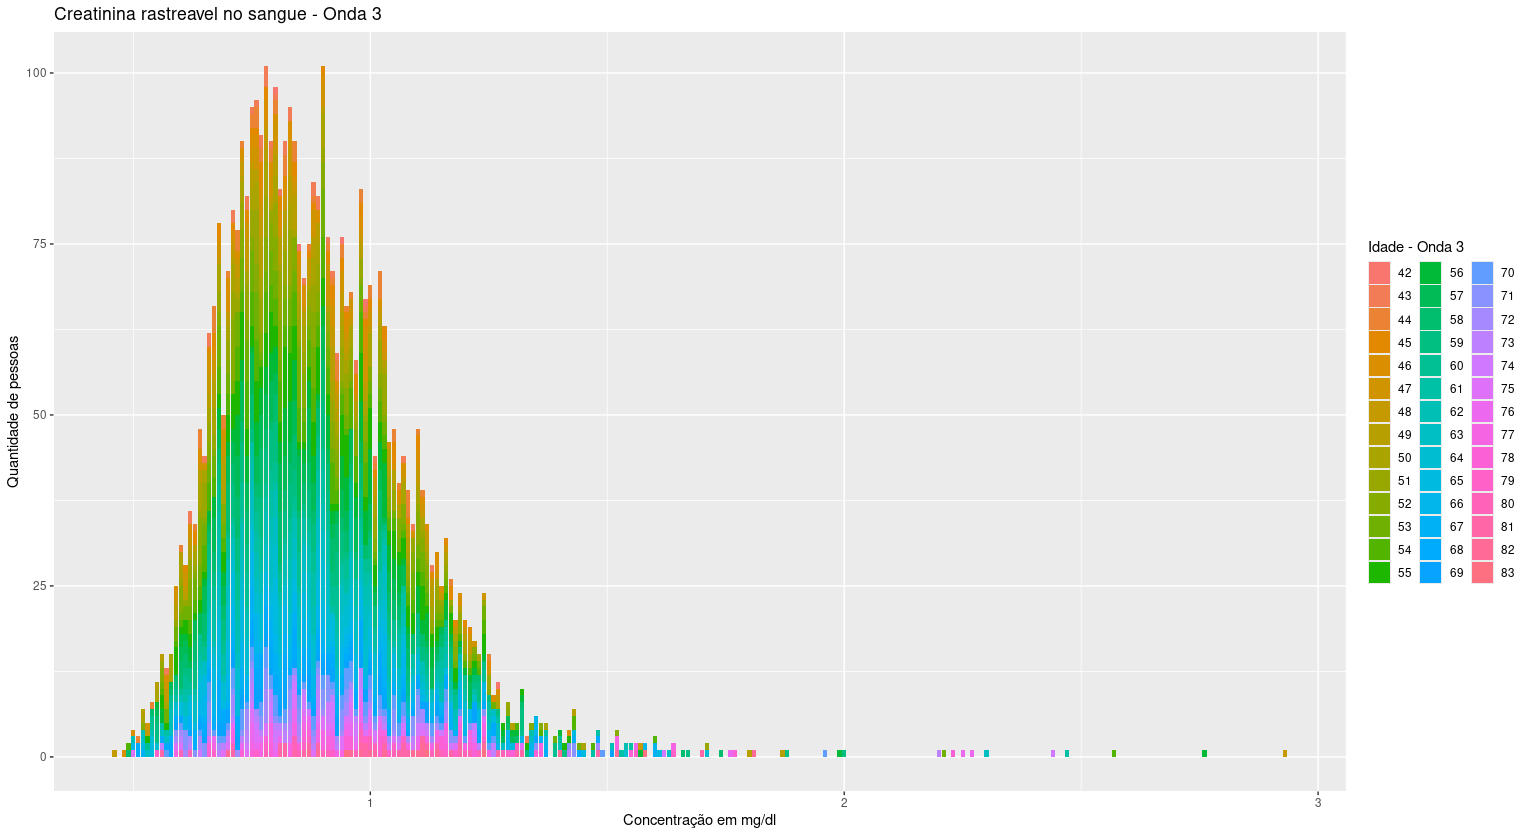 Creatinina rastreavel no sangue - Onda 3
Quantidade de pessoas
100
75
50
25
0
1 2 3
Concentração em mg/dl
Idade - Onda 3
42 56 70
43 57 71
44 58 72
45 59 73
46 60 74
47 61 75
48 62 76
49 63 77
50 64 78
51 65 79
52 66 80
53 67 81
54 68 82
55 69 83